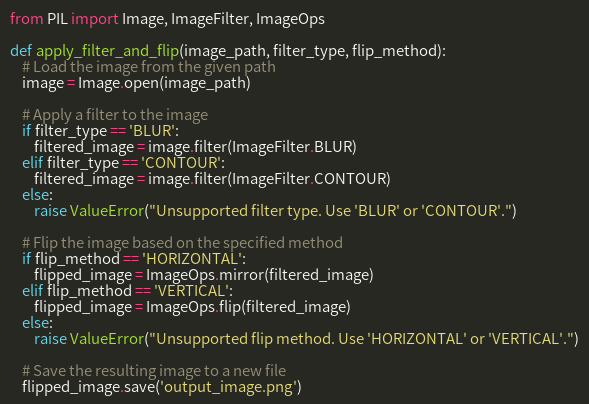 from PIL import Image, ImageFilter, ImageOps

def apply_filter_and_flip(image_path, filter_type, flip_method):
    # Load the image from the given path
    image = Image.open(image_path)

    # Apply a filter to the image
    if filter_type == 'BLUR':
        filtered_image = image.filter(ImageFilter.BLUR)
    elif filter_type == 'CONTOUR':
        filtered_image = image.filter(ImageFilter.CONTOUR)
    else:
        raise ValueError("Unsupported filter type. Use 'BLUR' or 'CONTOUR'.")

    # Flip the image based on the specified method
    if flip_method == 'HORIZONTAL':
        flipped_image = ImageOps.mirror(filtered_image)
    elif flip_method == 'VERTICAL':
        flipped_image = ImageOps.flip(filtered_image)
    else:
        raise ValueError("Unsupported flip method. Use 'HORIZONTAL' or 'VERTICAL'.")

    # Save the resulting image to a new file
    flipped_image.save('output_image.png')